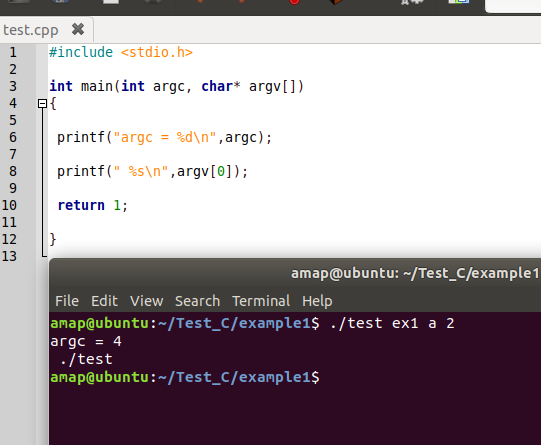 test.cpp
1 #include <stdio.h>
2
3 int main(int argc, char* argv[])
4 {
5
6 printf("argc = %d\n",argc);
7
8 printf(" %s\n",argv[0]);
9
10 return 1;
11
12 }
13
amap@ubuntu: ~/Test_C/example1
File Edit View Search Terminal Help
amap@ubuntu:~/Test_C/example1$ ./test ex1 a 2
argc = 4
 ./test
amap@ubuntu:~/Test_C/example1$